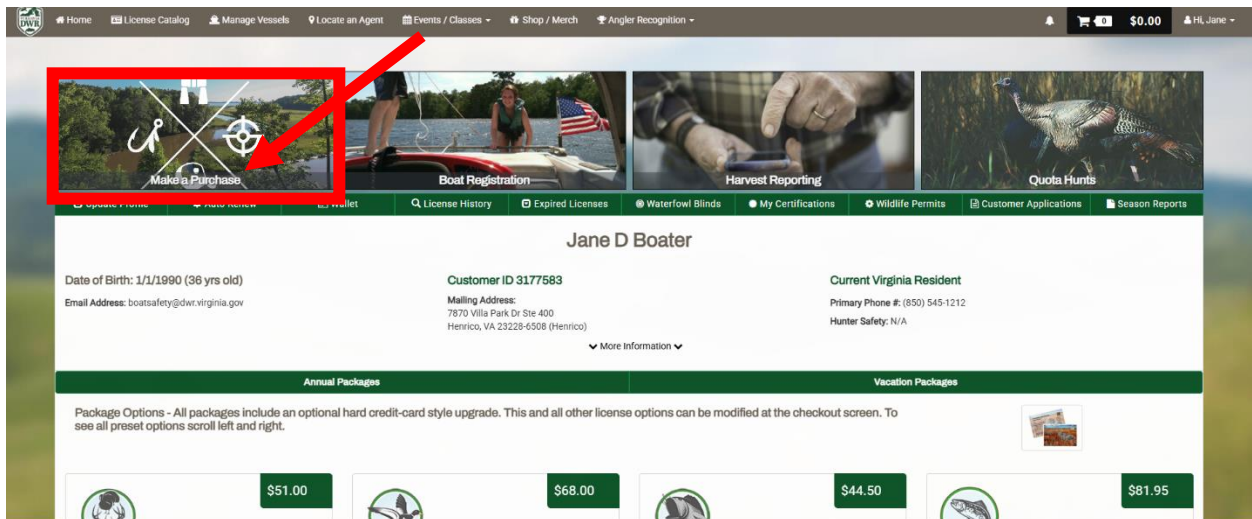 DWR
Home License Catalog Manage Vessels Locate an Agent Events / Classes Shop / Merch Angler Recognition 0 $0.00 Hi, Jane
Make a Purchase Boat Registration Harvest Reporting Quota Hunts
Update Profile Auto Renew Wallet License History Expired Licenses Waterfowl Blinds My Certifications Wildlife Permits Customer Applications Season Reports
Jane D Boater
Date of Birth: 1/1/1990 (36 yrs old) Customer ID 3177583 Current Virginia Resident
Email Address: boatsafety@dwr.virginia.gov Mailing Address: Primary Phone #: (850) 545-1212
7870 Villa Park Dr Ste 400
Henrico, VA 23228-6508 (Henrico) Hunter Safety: N/A
More Information
Annual Packages Vacation Packages
Package Options - All packages include an optional hard credit-card style upgrade. This and all other license options can be modified at the checkout screen. To
see all preset options scroll left and right.
$51.00 $68.00 $44.50 $81.95